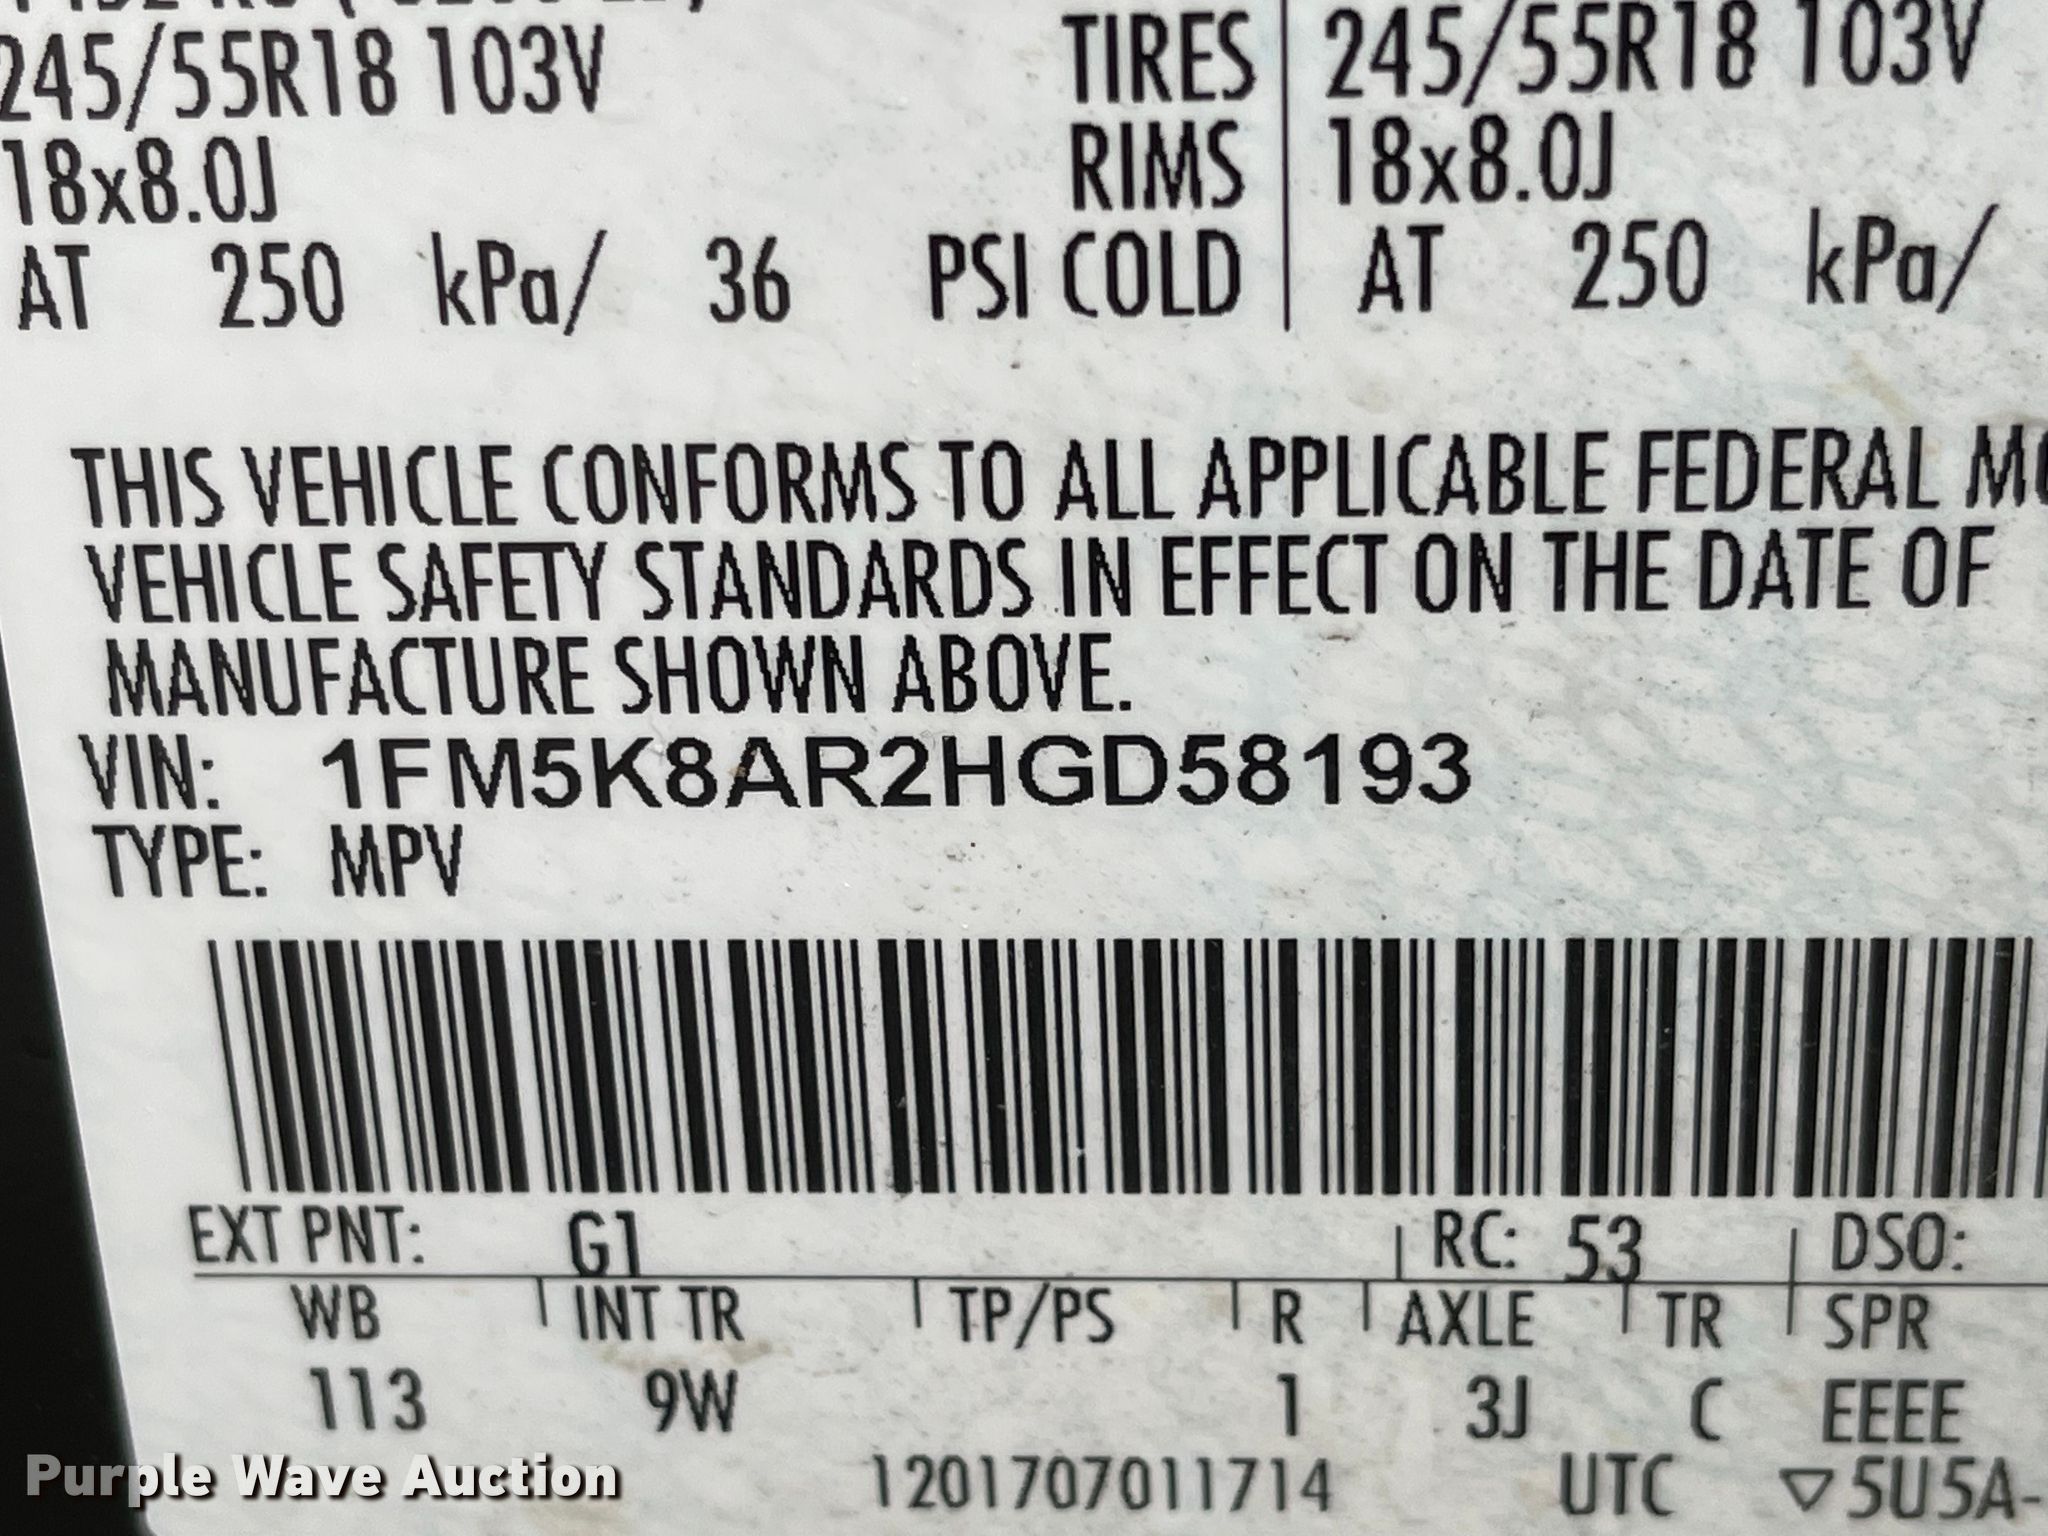 245/55R18 103V TIRES 245/55R18 103V
18x8.0J RIMS 18x8.0J
AT 250 kPa/ 36 PSI COLD AT 250 kPa/
THIS VEHICLE CONFORMS TO ALL APPLICABLE FEDERAL
VEHICLE SAFETY STANDARDS IN EFFECT ON THE DATE OF
MANUFACTURE SHOWN ABOVE.
VIN: 1FM5K8AR2HGD58193
TYPE: MPV
EXT PNT: G1 RC: 53 DSO:
WB INT TR TP/PS R AXLE TR SPR
113 9W 1 3J C EEEE
1201707011714 UTC ▽5U5A-
Purple Wave Auction